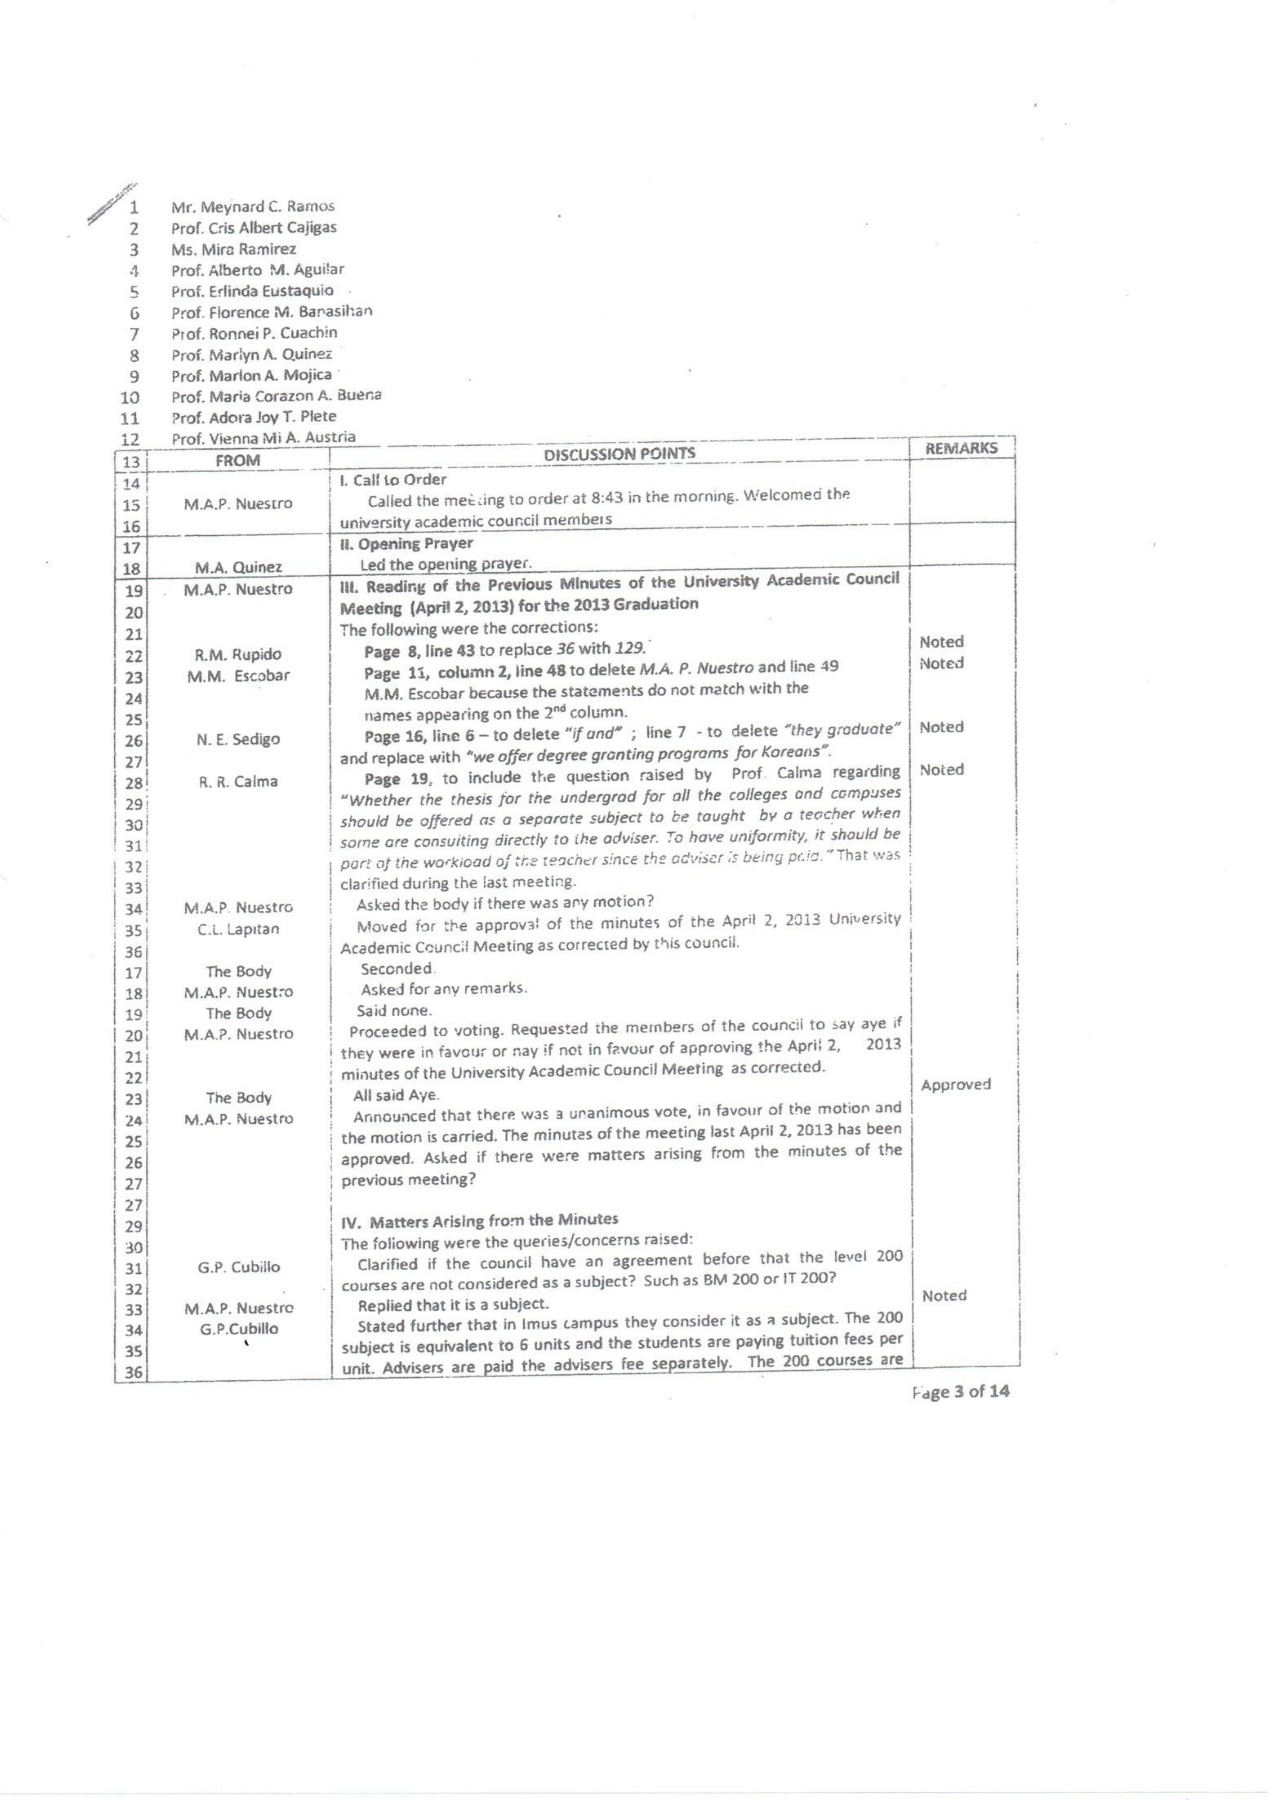 1 Mr. Meynard C. Ramos
2 Prof. Cris Albert Cajigas
3 Ms. Mira Ramirez
4 Prof. Alberto M. Aguilar
5 Prof. Erlinda Eustaquio
6 Prof. Florence M. Banasihan
7 Prof. Ronnei P. Cuachin
8 Prof. Marlyn A. Quinez
9 Prof. Marlon A. Mojica
10 Prof. Maria Corazon A. Buena
11 Prof. Adora Joy T. Plete
12 Prof. Vienna Mi A. Austria
13 FROM DISCUSSION POINTS REMARKS
14 I. Call to Order
15 M.A.P. Nuestro Called the meeting to order at 8:43 in the morning. Welcomed the
16 university academic council members
17 II. Opening Prayer
18 M.A. Quinez Led the opening prayer.
19 M.A.P. Nuestro III. Reading of the Previous Minutes of the University Academic Council
20 Meeting (April 2, 2013) for the 2013 Graduation
21 The following were the corrections:
22 R.M. Rupido Page 8, line 43 to replace 36 with 129. Noted
23 M.M. Escobar Page 11, column 2, line 48 to delete M.A. P. Nuestro and line 49 Noted
24 M.M. Escobar because the statements do not match with the
25 names appearing on the 2nd column.
26 N. E. Sedigo Page 16, line 6 – to delete "if and" ; line 7 - to delete "they graduate" Noted
27 and replace with "we offer degree granting programs for Koreans".
28 R. R. Calma Page 19, to include the question raised by Prof. Calma regarding Noted
29 "Whether the thesis for the undergrad for all the colleges and campuses
30 should be offered as a separate subject to be taught by a teacher when
31 some are consulting directly to the adviser. To have uniformity, it should be
32 part of the workload of the teacher since the adviser is being paid." That was
33 clarified during the last meeting.
34 M.A.P. Nuestro Asked the body if there was any motion?
35 C.L. Lapitan Moved for the approval of the minutes of the April 2, 2013 University
36 Academic Council Meeting as corrected by this council.
17 The Body Seconded.
18 M.A.P. Nuestro Asked for any remarks.
19 The Body Said none.
20 M.A.P. Nuestro Proceeded to voting. Requested the members of the council to say aye if
21 they were in favour or nay if not in favour of approving the April 2, 2013
22 minutes of the University Academic Council Meeting as corrected.
23 The Body All said Aye. Approved
24 M.A.P. Nuestro Announced that there was a unanimous vote, in favour of the motion and
25 the motion is carried. The minutes of the meeting last April 2, 2013 has been
26 approved. Asked if there were matters arising from the minutes of the
27 previous meeting?
27
29 IV. Matters Arising from the Minutes
30 The following were the queries/concerns raised:
31 G.P. Cubillo Clarified if the council have an agreement before that the level 200
32 courses are not considered as a subject? Such as BM 200 or IT 200?
33 M.A.P. Nuestro Replied that it is a subject. Noted
34 G.P.Cubillo Stated further that in Imus campus they consider it as a subject. The 200
35 subject is equivalent to 6 units and the students are paying tuition fees per
36 unit. Advisers are paid the advisers fee separately. The 200 courses are
Page 3 of 14